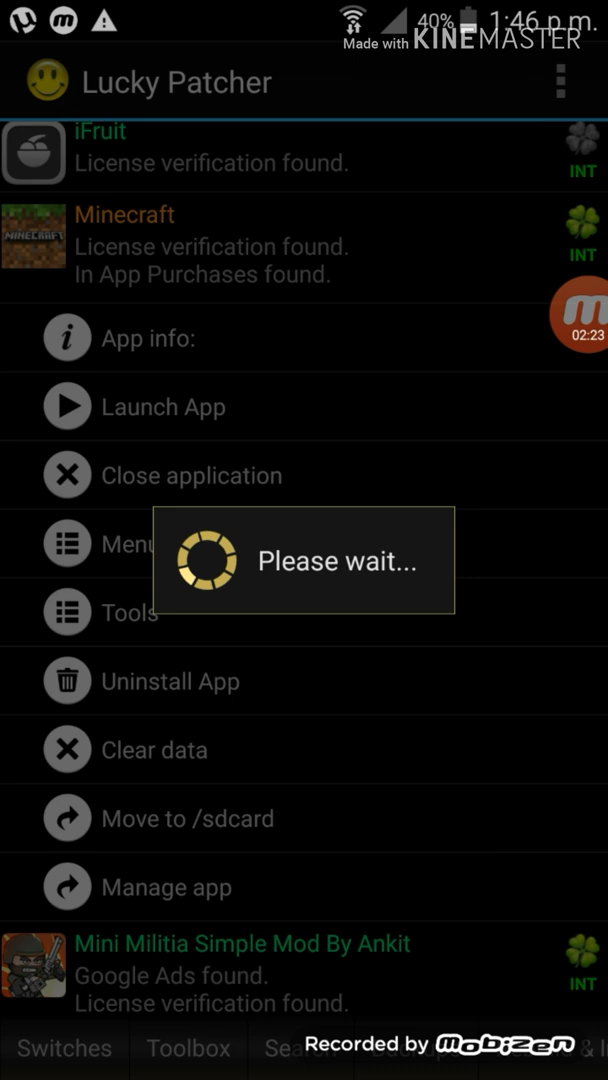 40% 1:46 p.m.
Made with KINEMASTER
Lucky Patcher
iFruit
License verification found.
INT
MINECRAFT
Minecraft
License verification found.
In App Purchases found.
INT
App info:
02:23
Launch App
Close application
Menu
Please wait...
Tools
Uninstall App
Clear data
Move to /sdcard
Manage app
Mini Militia Simple Mod By Ankit
Google Ads found.
License verification found.
INT
Switches Toolbox
Recorded by mobizen